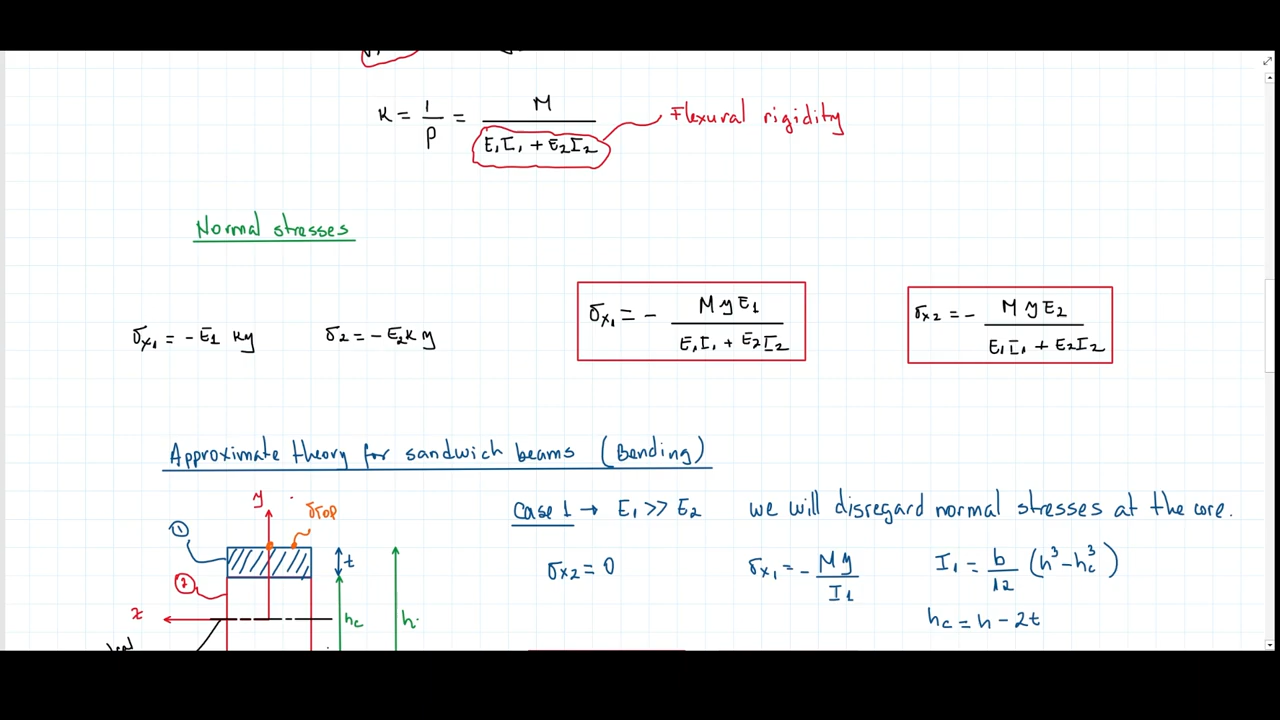 κ = 1/ρ = M / (E₁I₁ + E₂I₂) Flexural rigidity
Normal stresses
σx₁ = -E₁ κy σ2 = -E₂κ y σx₁ = - M y E₁ / (E₁I₁ + E₂I₂) σx2 = - M y E₂ / (E₁I₁ + E₂I₂)
Approximate theory for sandwich beams (Bending)
y σTOP
① t
② hc h
z
Case 1 → E₁ >> E₂ we will disregard normal stresses at the core.
σx2 = 0 σx₁ = - My / I₁ I₁ = b/12 (h³ - hc³)
hc = h - 2t